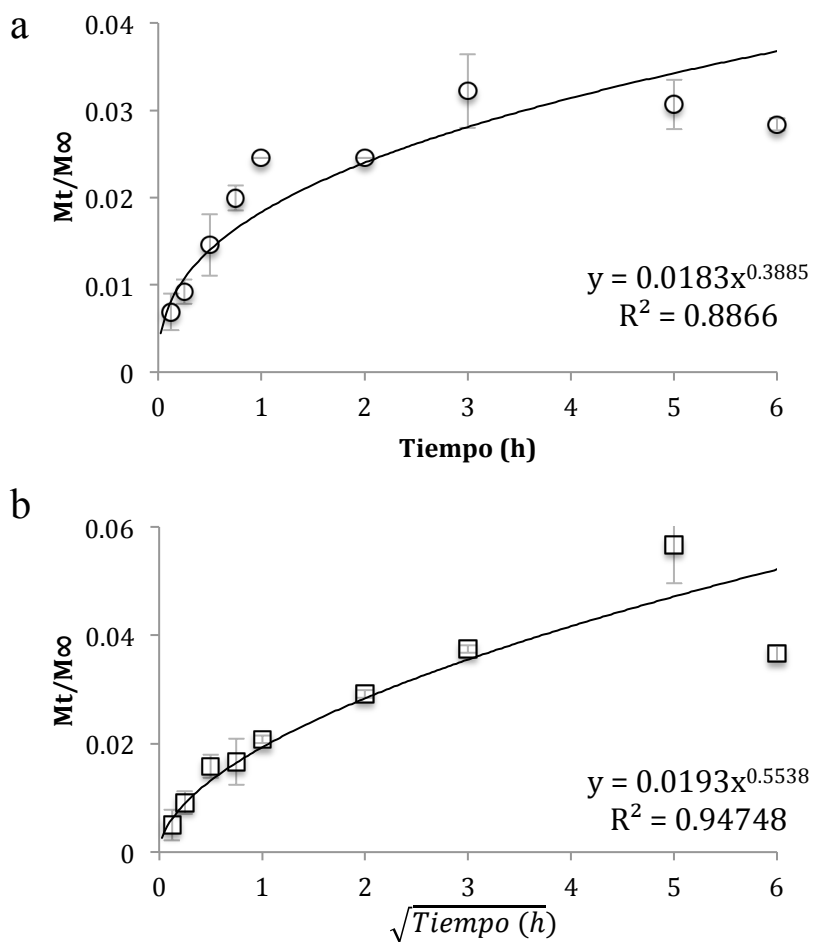 a
0.04
0.03
0.02
0.01
0
Mt/M∞
y = 0.0183x^0.3885
R² = 0.8866
0 1 2 3 4 5 6
Tiempo (h)
b
0.06
0.04
0.02
0
Mt/M∞
y = 0.0193x^0.5538
R² = 0.94748
0 1 2 3 4 5 6
√Tiempo (h)